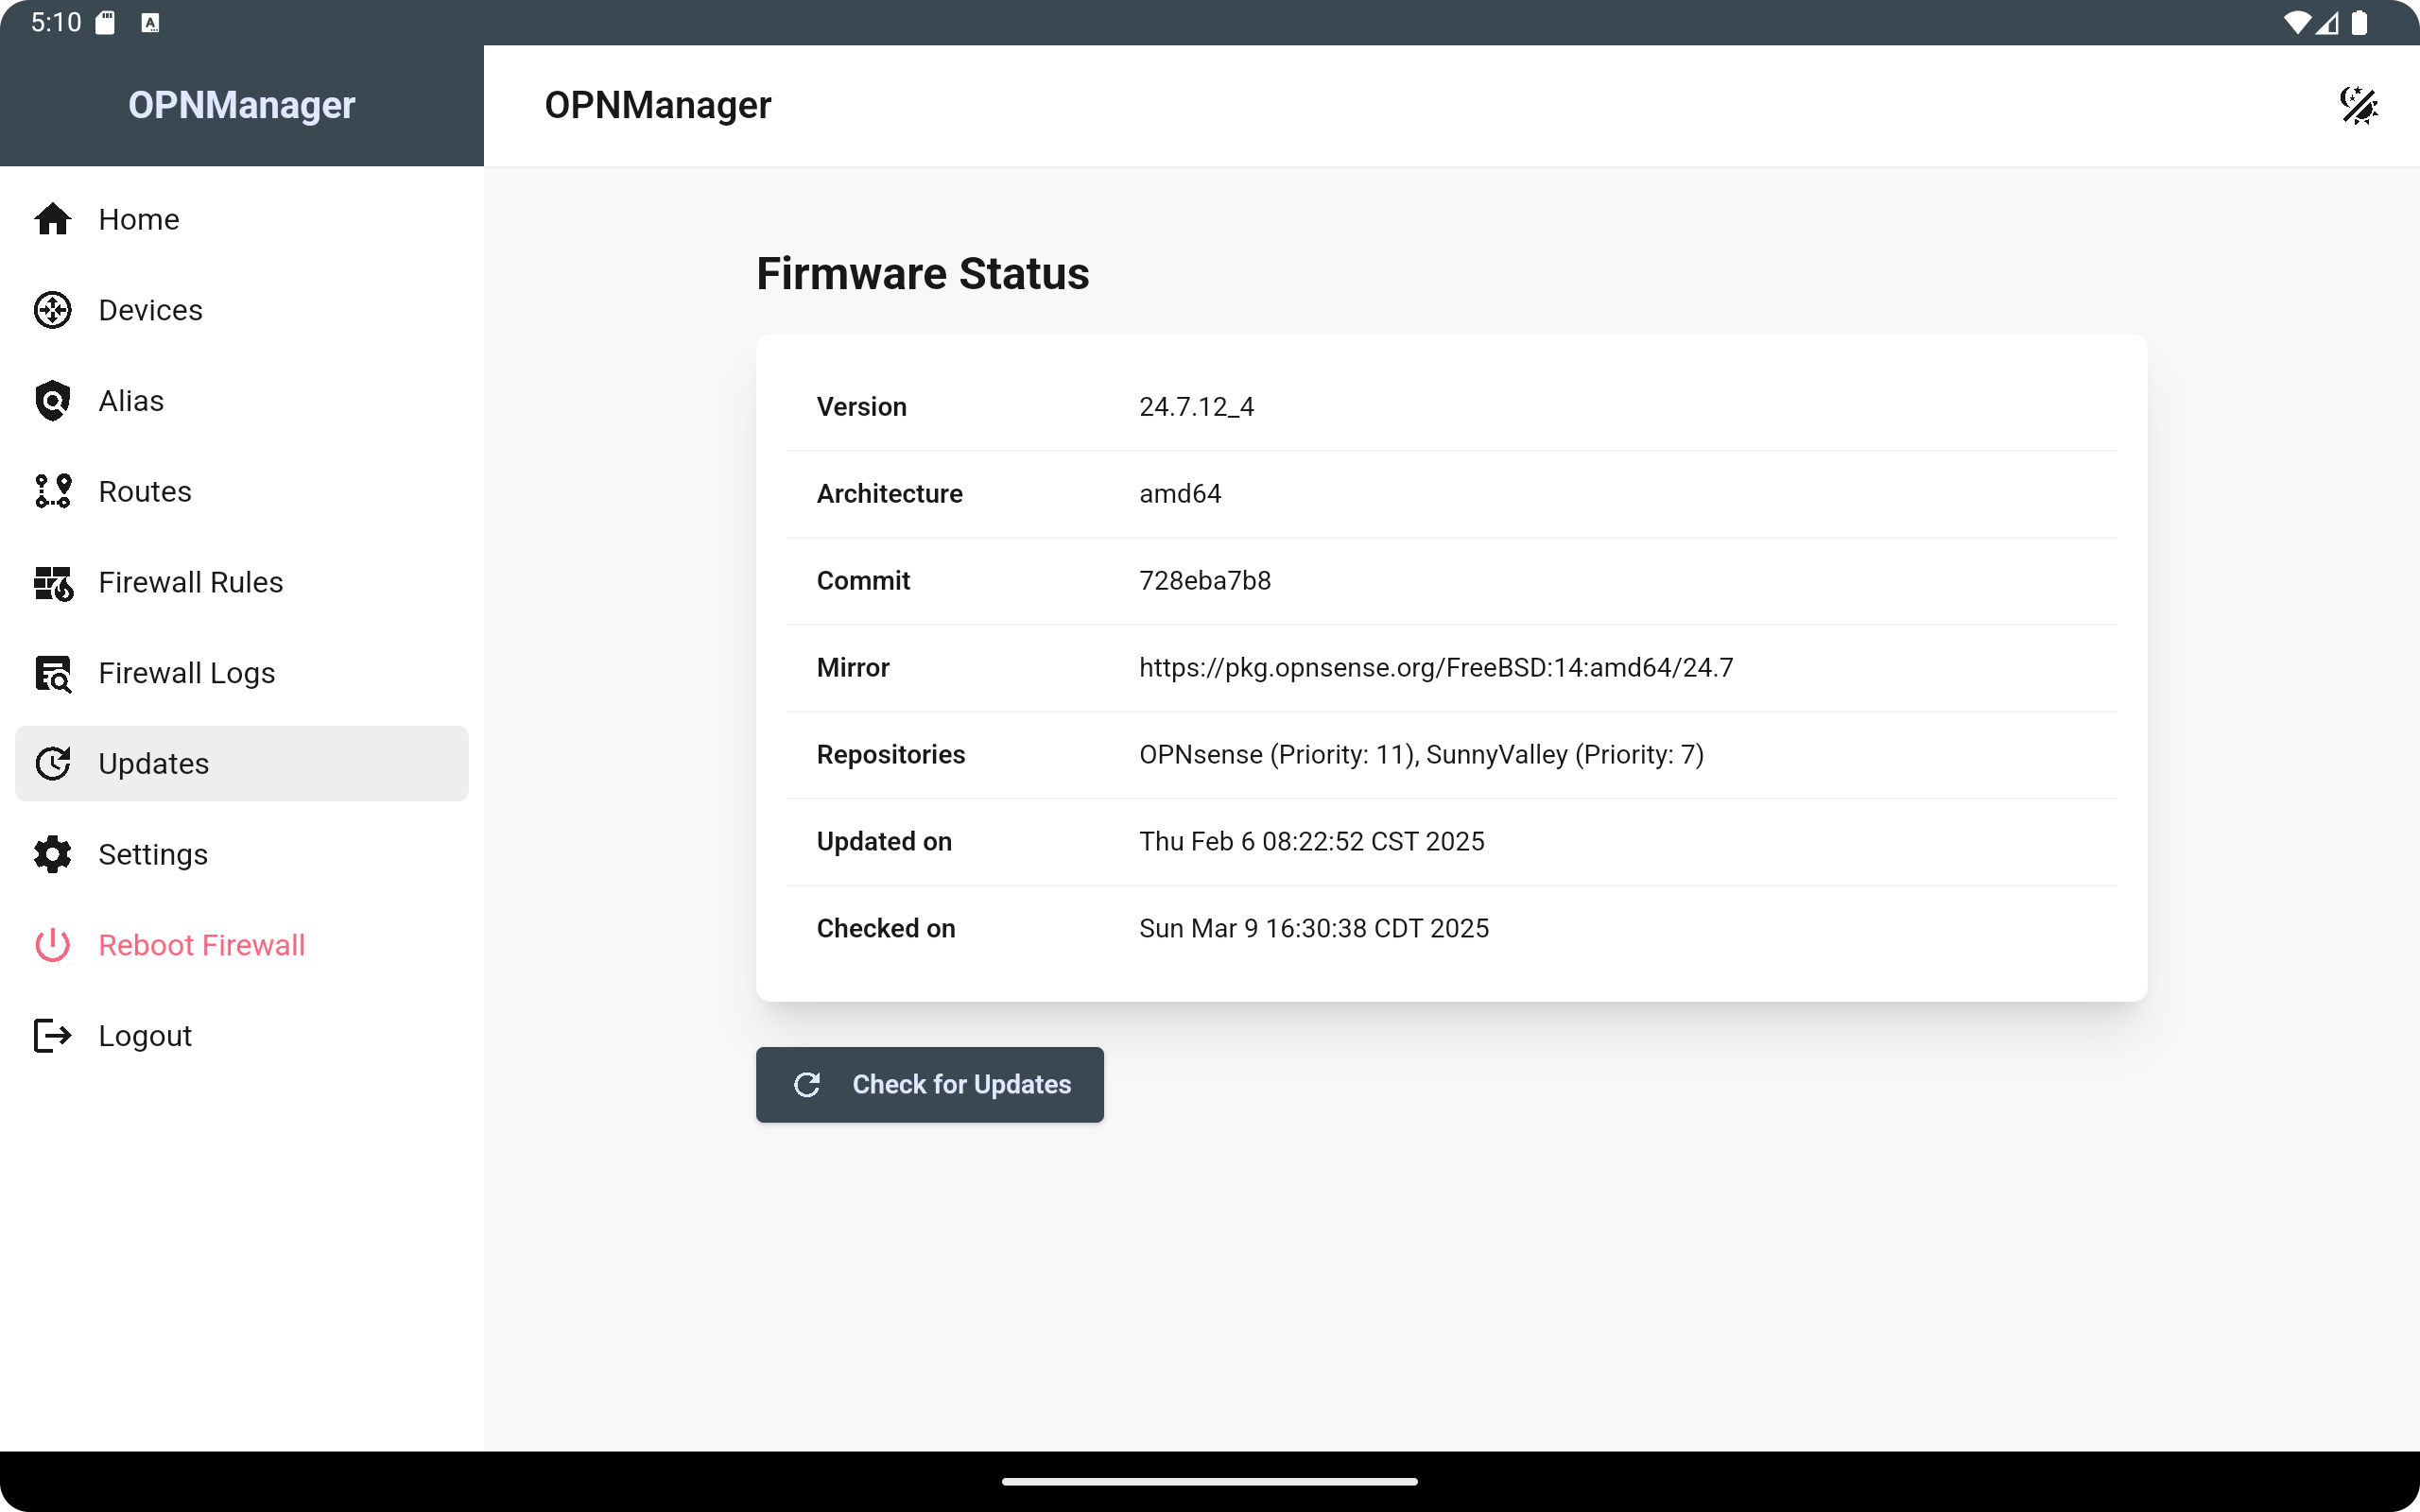 5:10
OPNManager
OPNManager
Home
Devices
Alias
Routes
Firewall Rules
Firewall Logs
Updates
Settings
Reboot Firewall
Logout
Firmware Status
Version 24.7.12_4
Architecture amd64
Commit 728eba7b8
Mirror https://pkg.opnsense.org/FreeBSD:14:amd64/24.7
Repositories OPNsense (Priority: 11), SunnyValley (Priority: 7)
Updated on Thu Feb 6 08:22:52 CST 2025
Checked on Sun Mar 9 16:30:38 CDT 2025
Check for Updates